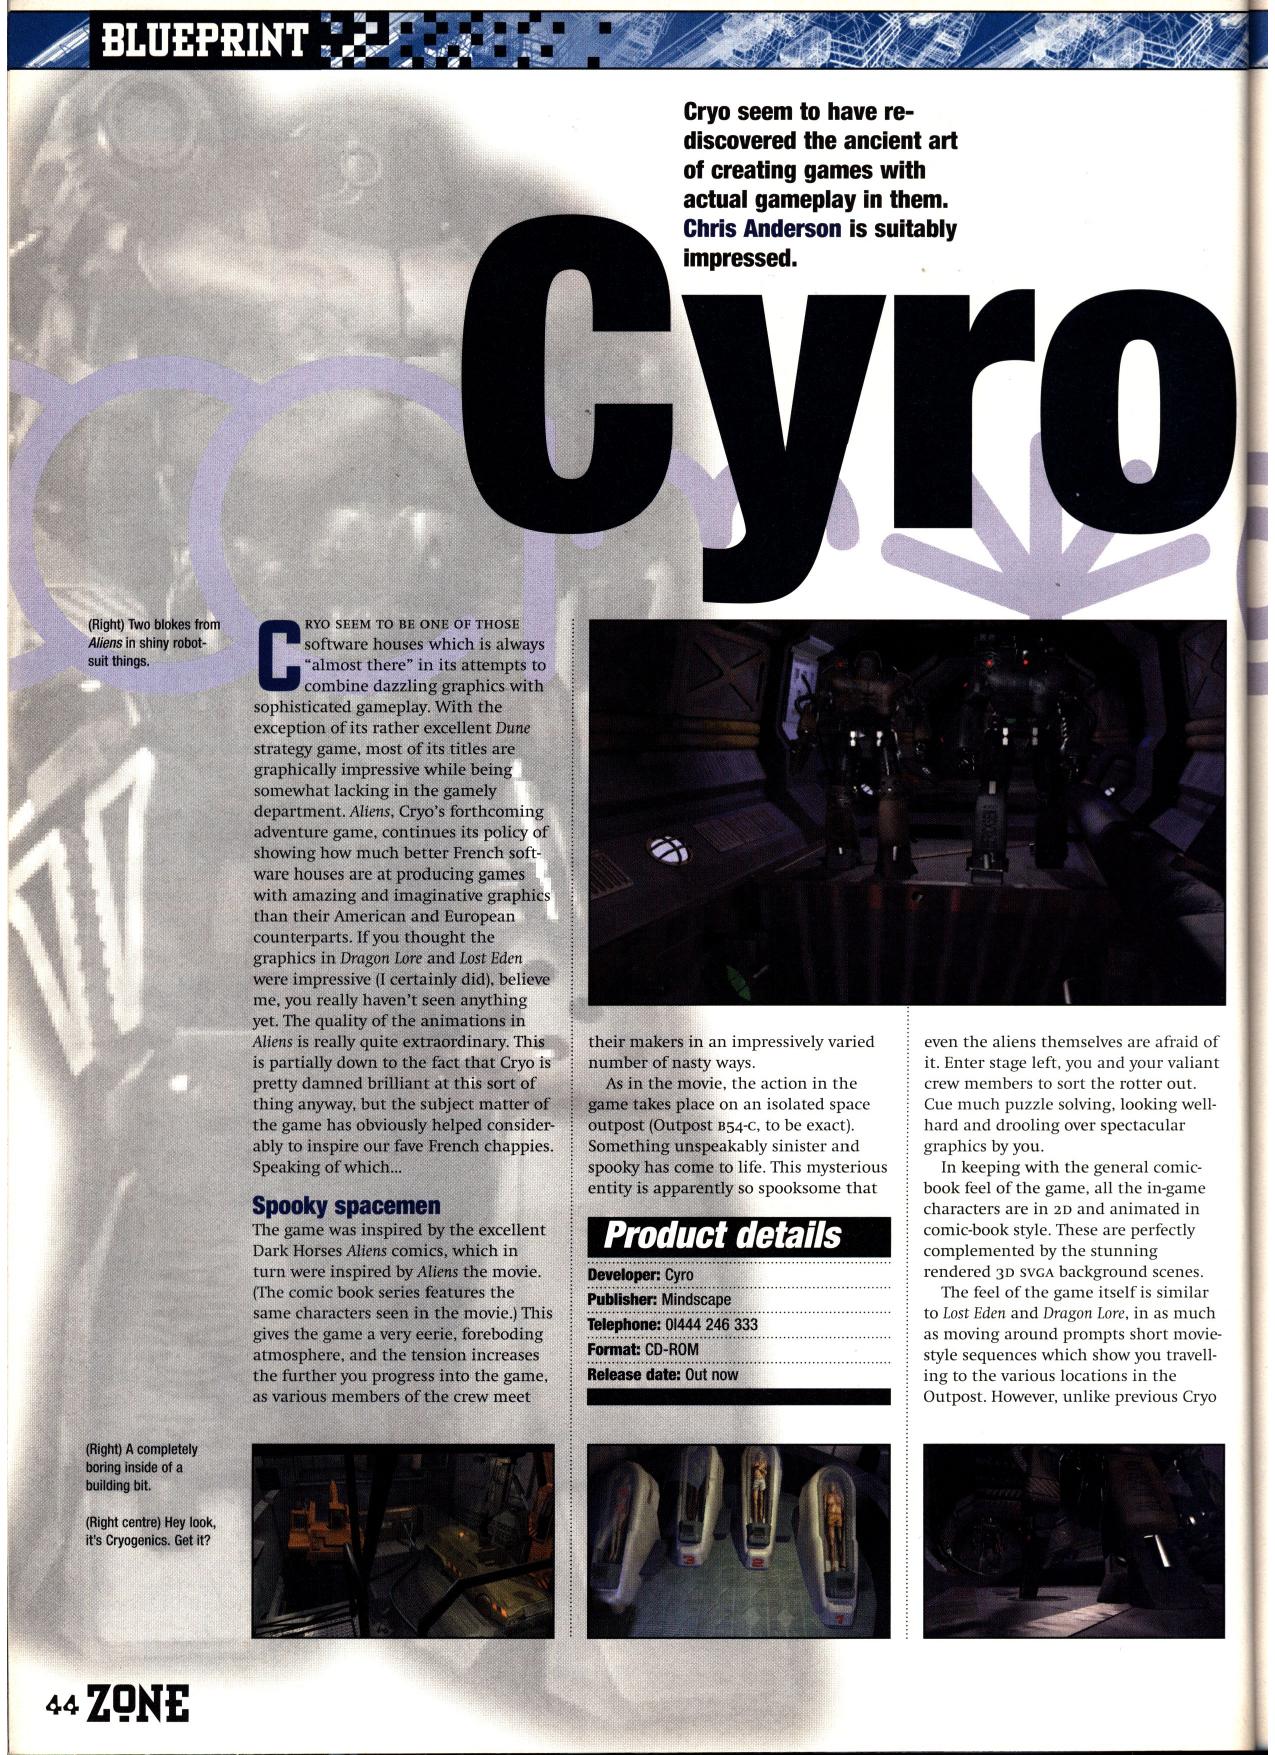 BLUEPRINT
Cryo seem to have re-
discovered the ancient art
of creating games with
actual gameplay in them.
Chris Anderson is suitably
impressed.
Cyro
(Right) Two blokes from
Aliens in shiny robot-
suit things.
CRYO SEEM TO BE ONE OF THOSE
software houses which is always
“almost there” in its attempts to
combine dazzling graphics with
sophisticated gameplay. With the
exception of its rather excellent Dune
strategy game, most of its titles are
graphically impressive while being
somewhat lacking in the gamely
department. Aliens, Cryo’s forthcoming
adventure game, continues its policy of
showing how much better French soft-
ware houses are at producing games
with amazing and imaginative graphics
than their American and European
counterparts. If you thought the
graphics in Dragon Lore and Lost Eden
were impressive (I certainly did), believe
me, you really haven’t seen anything
yet. The quality of the animations in
Aliens is really quite extraordinary. This
is partially down to the fact that Cryo is
pretty damned brilliant at this sort of
thing anyway, but the subject matter of
the game has obviously helped consider-
ably to inspire our fave French chappies.
Speaking of which...
Spooky spacemen
The game was inspired by the excellent
Dark Horses Aliens comics, which in
turn were inspired by Aliens the movie.
(The comic book series features the
same characters seen in the movie.) This
gives the game a very eerie, foreboding
atmosphere, and the tension increases
the further you progress into the game,
as various members of the crew meet
their makers in an impressively varied
number of nasty ways.
As in the movie, the action in the
game takes place on an isolated space
outpost (Outpost B54-C, to be exact).
Something unspeakably sinister and
spooky has come to life. This mysterious
entity is apparently so spooksome that
Product details
Developer: Cyro
Publisher: Mindscape
Telephone: 01444 246 333
Format: CD-ROM
Release date: Out now
even the aliens themselves are afraid of
it. Enter stage left, you and your valiant
crew members to sort the rotter out.
Cue much puzzle solving, looking well-
hard and drooling over spectacular
graphics by you.
In keeping with the general comic-
book feel of the game, all the in-game
characters are in 2D and animated in
comic-book style. These are perfectly
complemented by the stunning
rendered 3D SVGA background scenes.
The feel of the game itself is similar
to Lost Eden and Dragon Lore, in as much
as moving around prompts short movie-
style sequences which show you travell-
ing to the various locations in the
Outpost. However, unlike previous Cryo
(Right) A completely
boring inside of a
building bit.
(Right centre) Hey look,
it’s Cryogenics. Get it?
3
2
1
44 ZONE